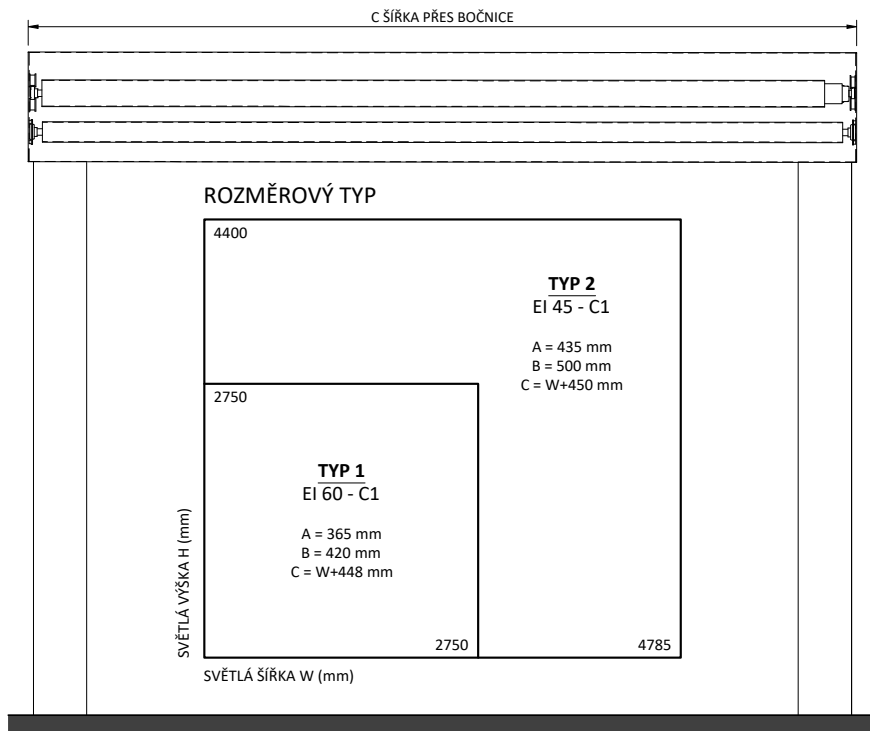 C ŠÍŘKA PŘES BOČNICE
ROZMĚROVÝ TYP
4400
TYP 2
EI 45 - C1
A = 435 mm
B = 500 mm
C = W+450 mm
2750
TYP 1
EI 60 - C1
A = 365 mm
B = 420 mm
C = W+448 mm
SVĚTLÁ VÝŠKA H (mm)
2750
4785
SVĚTLÁ ŠÍŘKA W (mm)